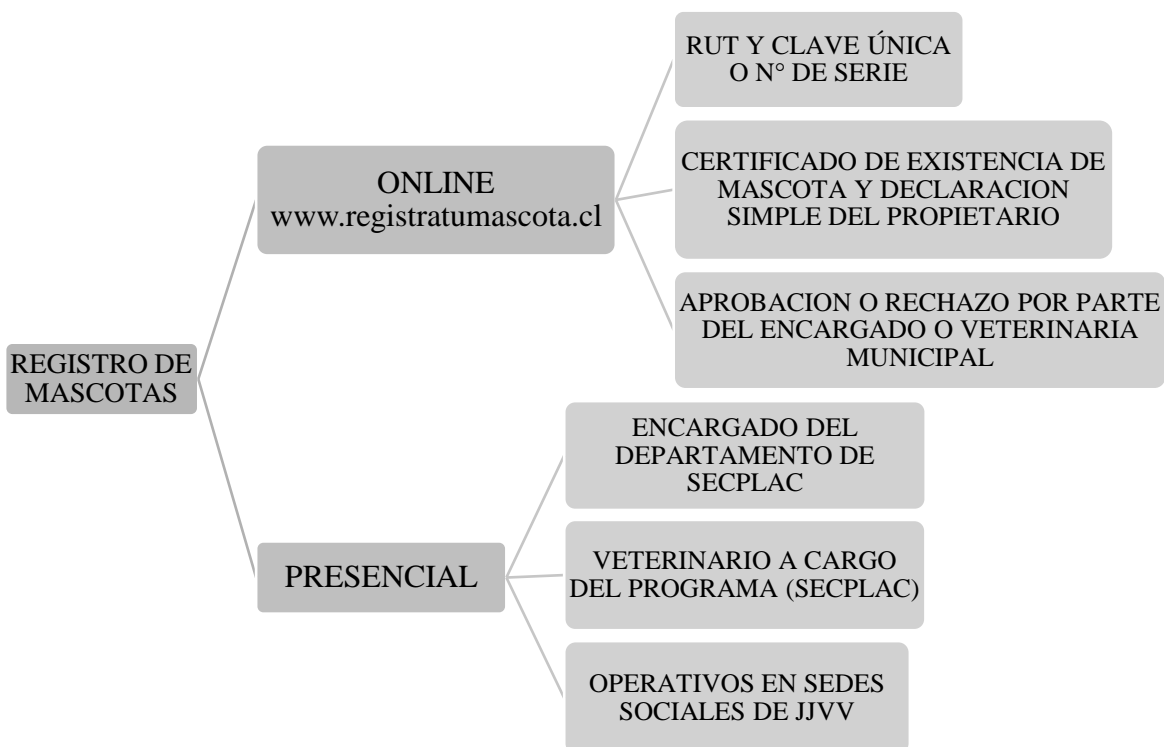 REGISTRO DE
MASCOTAS
ONLINE
www.registratumascota.cl
RUT Y CLAVE ÚNICA
O N° DE SERIE
CERTIFICADO DE EXISTENCIA DE
MASCOTA Y DECLARACION
SIMPLE DEL PROPIETARIO
APROBACION O RECHAZO POR PARTE
DEL ENCARGADO O VETERINARIA
MUNICIPAL
PRESENCIAL
ENCARGADO DEL
DEPARTAMENTO DE
SECPLAC
VETERINARIO A CARGO
DEL PROGRAMA (SECPLAC)
OPERATIVOS EN SEDES
SOCIALES DE JJVV